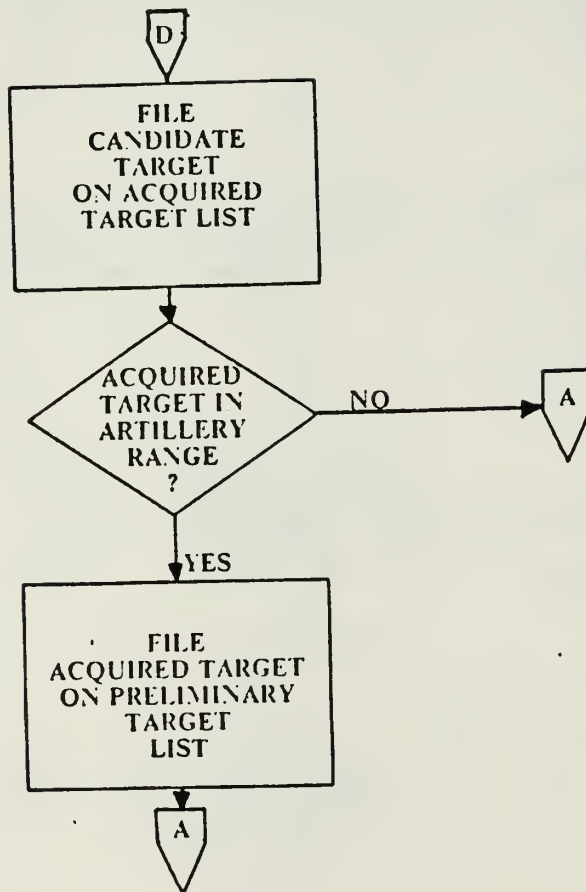 D
FILE
CANDIDATE
TARGET
ON ACQUIRED
TARGET LIST
ACQUIRED
TARGET IN
ARTILLERY
RANGE
?
NO
A
YES
FILE
ACQUIRED TARGET
ON PRELIMINARY
TARGET
LIST
A